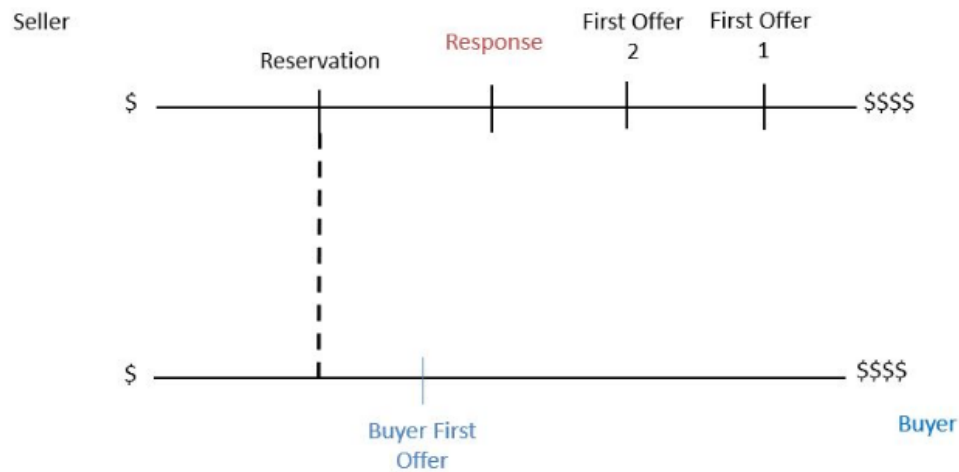 Seller
Reservation
Response
First Offer
2
First Offer
1
$
$$$$
$
$$$$
Buyer First
Offer
Buyer